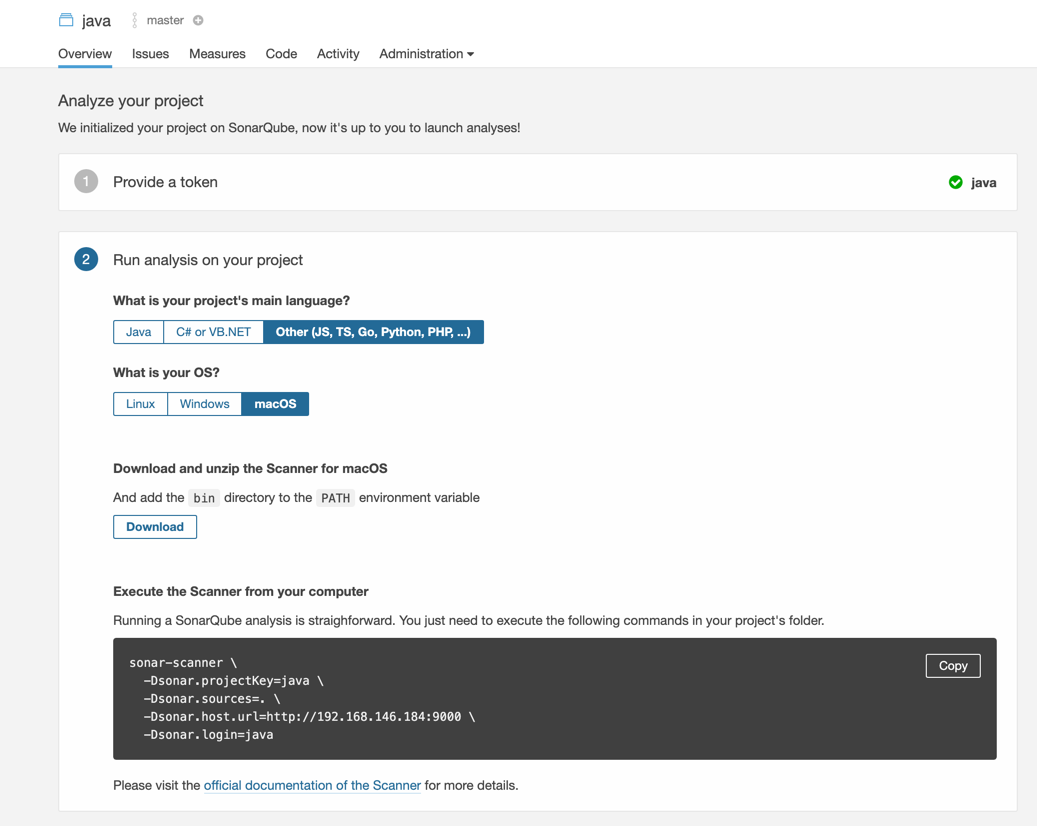 java master
Overview Issues Measures Code Activity Administration
Analyze your project
We initialized your project on SonarQube, now it's up to you to launch analyses!
1 Provide a token java
2 Run analysis on your project
What is your project's main language?
Java C# or VB.NET Other (JS, TS, Go, Python, PHP, ...)
What is your OS?
Linux Windows macOS
Download and unzip the Scanner for macOS
And add the bin directory to the PATH environment variable
Download
Execute the Scanner from your computer
Running a SonarQube analysis is straighforward. You just need to execute the following commands in your project's folder.
sonar-scanner \
Copy
-Dsonar.projectKey=java \
-Dsonar.sources=. \
-Dsonar.host.url=http://192.168.146.184:9000 \
-Dsonar.login=java
Please visit the official documentation of the Scanner for more details.